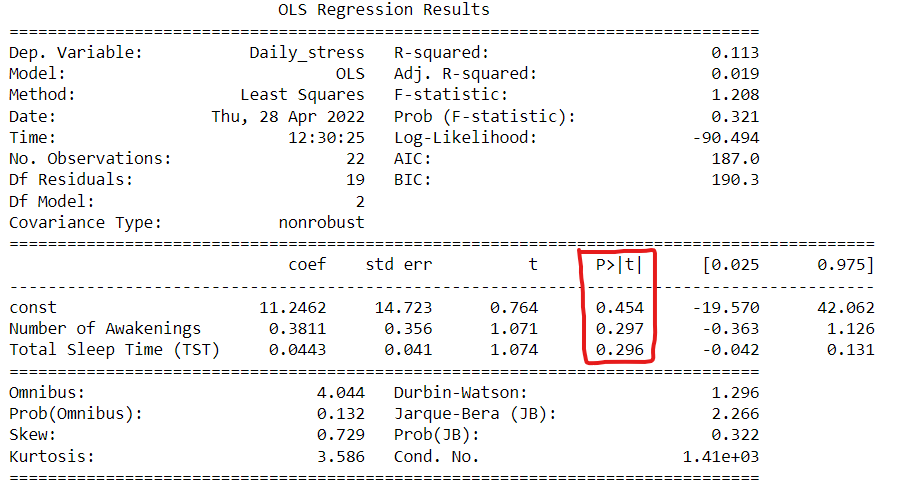 OLS Regression Results
==============================================================================
Dep. Variable: Daily_stress R-squared: 0.113
Model: OLS Adj. R-squared: 0.019
Method: Least Squares F-statistic: 1.208
Date: Thu, 28 Apr 2022 Prob (F-statistic): 0.321
Time: 12:30:25 Log-Likelihood: -90.494
No. Observations: 22 AIC: 187.0
Df Residuals: 19 BIC: 190.3
Df Model: 2
Covariance Type: nonrobust
==========================================================================================
coef std err t P>|t| [0.025 0.975]
------------------------------------------------------------------------------------------
const 11.2462 14.723 0.764 0.454 -19.570 42.062
Number of Awakenings 0.3811 0.356 1.071 0.297 -0.363 1.126
Total Sleep Time (TST) 0.0443 0.041 1.074 0.296 -0.042 0.131
==============================================================================
Omnibus: 4.044 Durbin-Watson: 1.296
Prob(Omnibus): 0.132 Jarque-Bera (JB): 2.266
Skew: 0.729 Prob(JB): 0.322
Kurtosis: 3.586 Cond. No. 1.41e+03
==============================================================================